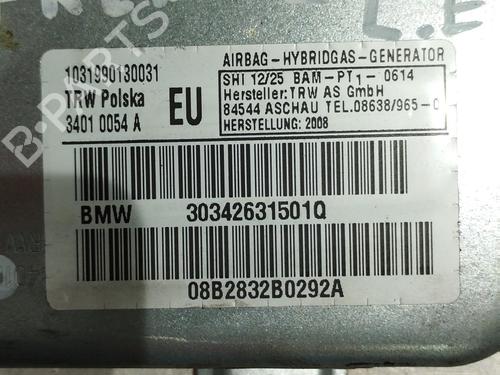 1031990130031
TRW Polska
3401 0054 A
EU
AIRBAG-HYBRIDGAS-GENERATOR
SHI 12/25 BAM-PT1-0614
Hersteller:TRW AS GmbH
84544 ASCHAU TEL.08638/965-0
HERSTELLUNG: 2008
BMW 30342631501Q
08B2832B0292A